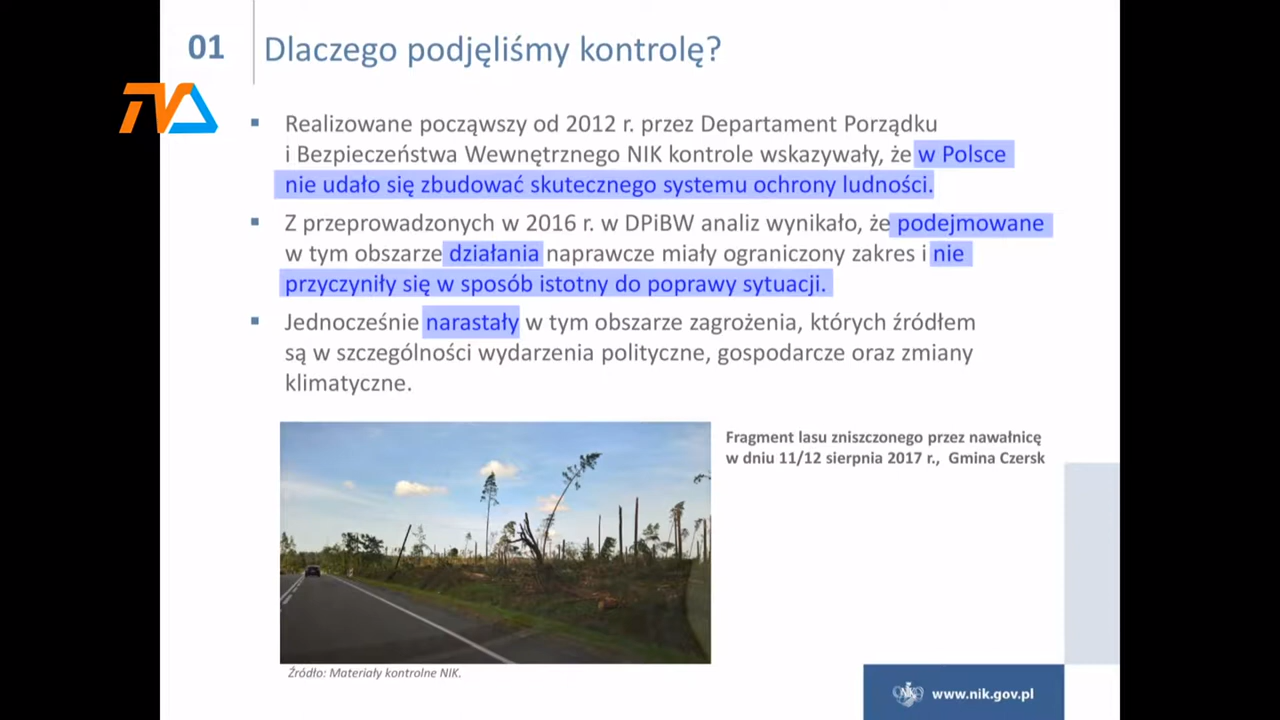 01 Dlaczego podjęliśmy kontrolę?
TVA
Realizowane począwszy od 2012 r. przez Departament Porządku
i Bezpieczeństwa Wewnętrznego NIK kontrole wskazywały, że w Polsce
nie udało się zbudować skutecznego systemu ochrony ludności.
Z przeprowadzonych w 2016 r. w DPiBW analiz wynikało, że podejmowane
w tym obszarze działania naprawcze miały ograniczony zakres i nie
przyczyniły się w sposób istotny do poprawy sytuacji.
Jednocześnie narastały w tym obszarze zagrożenia, których źródłem
są w szczególności wydarzenia polityczne, gospodarcze oraz zmiany
klimatyczne.
Fragment lasu zniszczonego przez nawałnicę
w dniu 11/12 sierpnia 2017 r., Gmina Czersk
Źródło: Materiały kontrolne NIK.
NIK www.nik.gov.pl